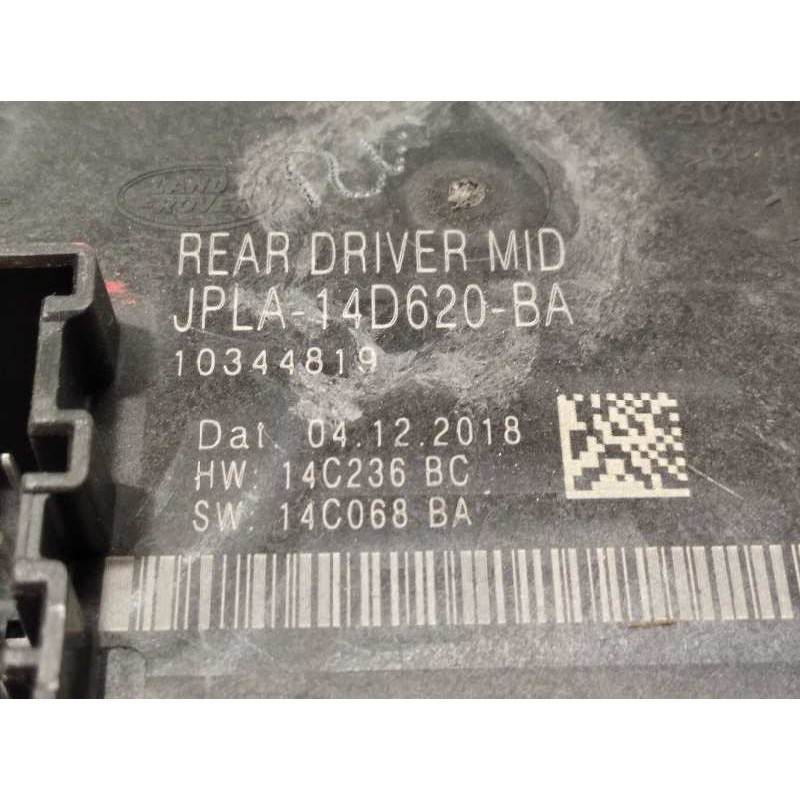 LAND
ROVER
REAR DRIVER MID
JPLA-14D620-BA
10344819
Dat. 04.12.2018
HW: 14C236 BC
SW: 14C068 BA